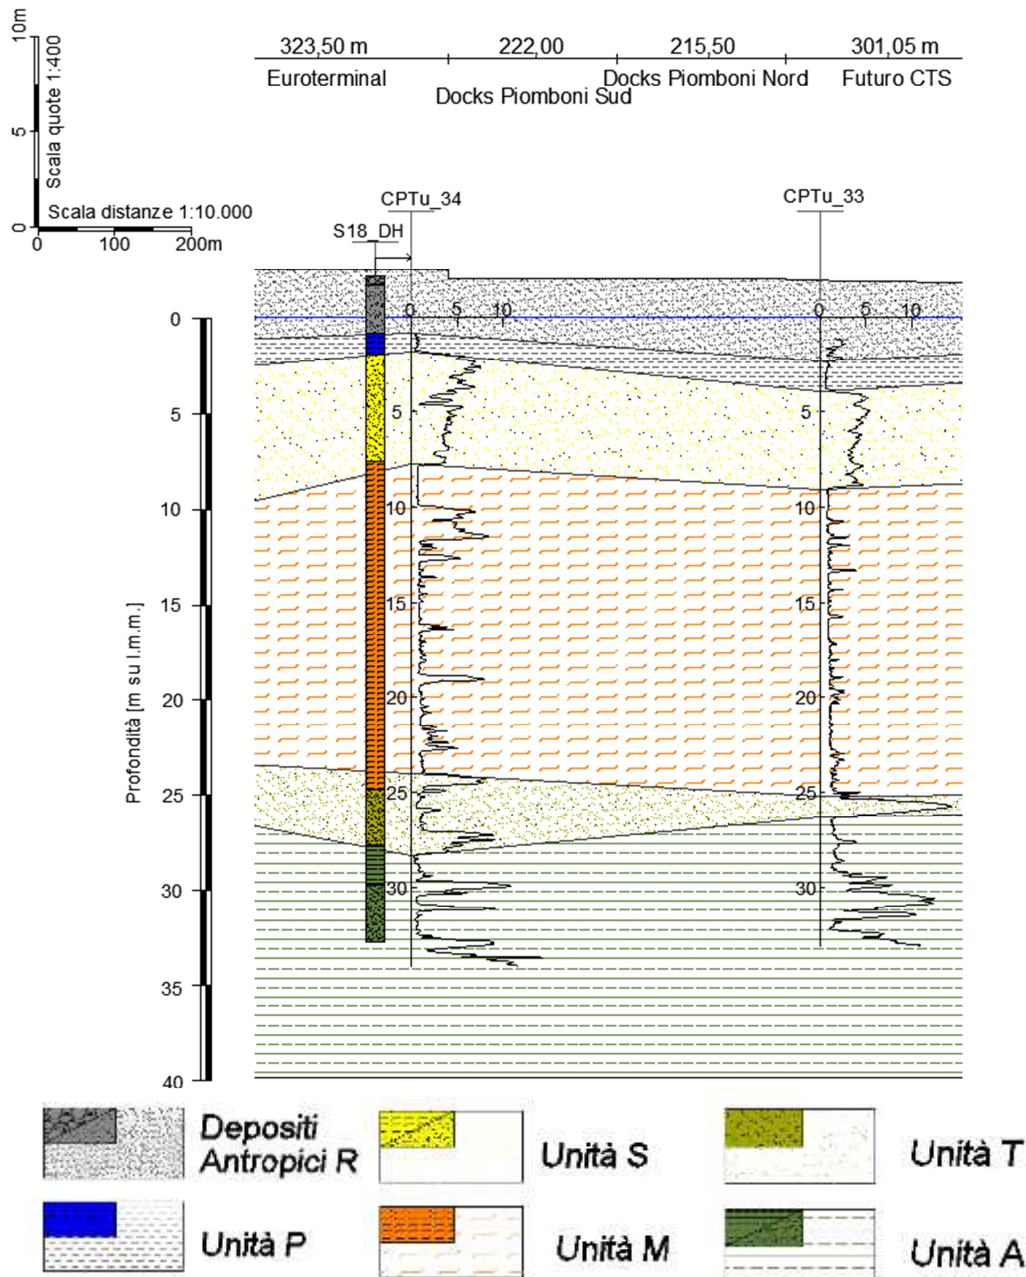 10m
5
0
Scala quote 1:400
Scala distanze 1:10.000
0 100 200m
323,50 m 222,00 215,50 301,05 m
Euroterminal
Docks Piomboni Sud
Docks Piomboni Nord
Futuro CTS
CPTu_34
CPTu_33
S18_DH
0 5 10
0 5 10
5
10
15
20
25
30
5
10
15
20
25
30
0
5
10
15
20
25
30
35
40
Profondità [m su l.m.m.]
Depositi
Antropici R
Unità S
Unità T
Unità P
Unità M
Unità A